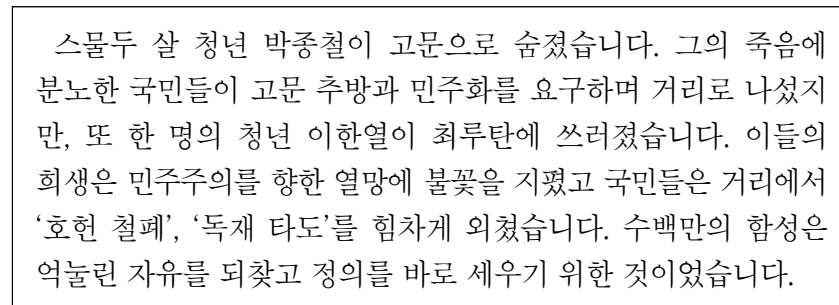 스물두 살 청년 박종철이 고문으로 숨졌습니다. 그의 죽음에
분노한 국민들이 고문 추방과 민주화를 요구하며 거리로 나섰지
만, 또 한 명의 청년 이한열이 최루탄에 쓰러졌습니다. 이들의
희생은 민주주의를 향한 열망에 불꽃을 지폈고 국민들은 거리에서
‘호헌 철폐’, ‘독재 타도’를 힘차게 외쳤습니다. 수백만의 함성은
억눌린 자유를 되찾고 정의를 바로 세우기 위한 것이었습니다.